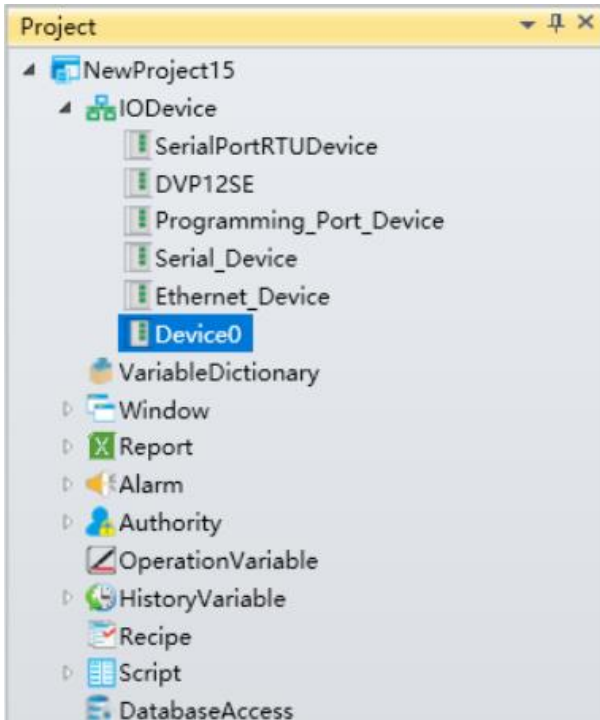 Project
NewProject15
IODevice
SerialPortRTUDevice
DVP12SE
Programming_Port_Device
Serial_Device
Ethernet_Device
Device0
VariableDictionary
Window
Report
Alarm
Authority
OperationVariable
HistoryVariable
Recipe
Script
DatabaseAccess